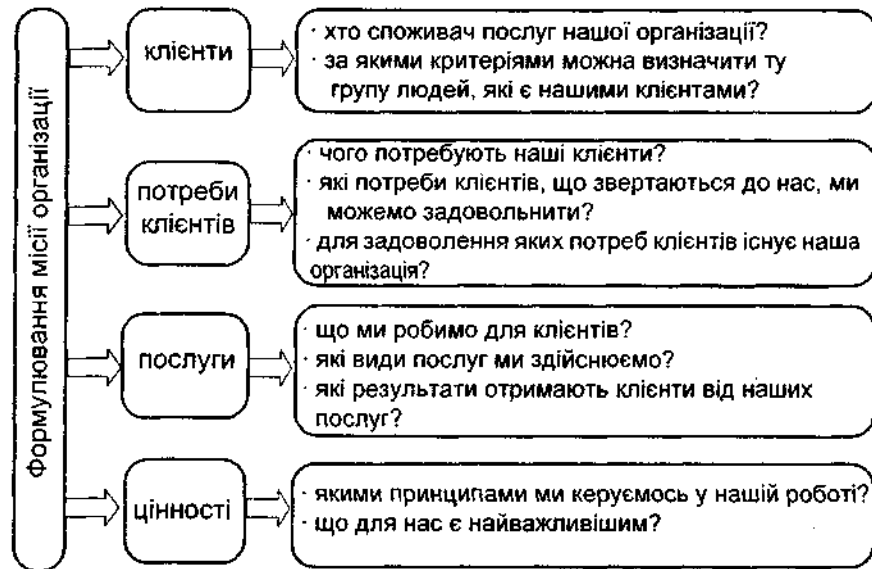 Формулювання місії організації
клієнти
· хто споживач послуг нашої організації?
· за якими критеріями можна визначити ту
групу людей, які є нашими клієнтами?
потреби
клієнтів
· чого потребують наші клієнти?
· які потреби клієнтів, що звертаються до нас, ми
можемо задовольнити?
· для задоволення яких потреб клієнтів існує наша
організація?
послуги
· що ми робимо для клієнтів?
· які види послуг ми здійснюємо?
· які результати отримають клієнти від наших
послуг?
цінності
· якими принципами ми керуємось у нашій роботі?
· що для нас є найважливішим?